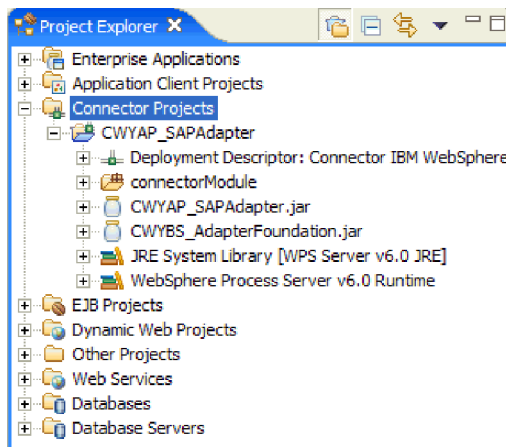 Project Explorer
Enterprise Applications
Application Client Projects
Connector Projects
CWYAP_SAPAdapter
Deployment Descriptor: Connector IBM WebSphere
connectorModule
CWYAP_SAPAdapter.jar
CWYBS_AdapterFoundation.jar
JRE System Library [WPS Server v6.0 JRE]
WebSphere Process Server v6.0 Runtime
EJB Projects
Dynamic Web Projects
Other Projects
Web Services
Databases
Database Servers